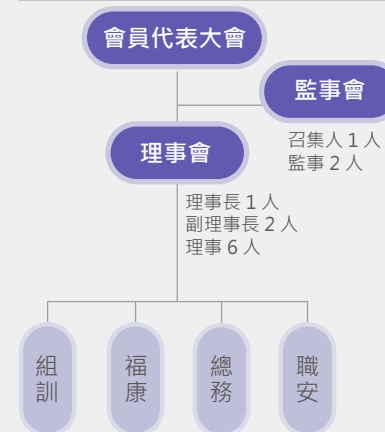 會員代表大會
監事會
召集人 1 人
監事 2 人
理事會
理事長 1 人
副理事長 2 人
理事 6 人
組訓
福康
總務
職安